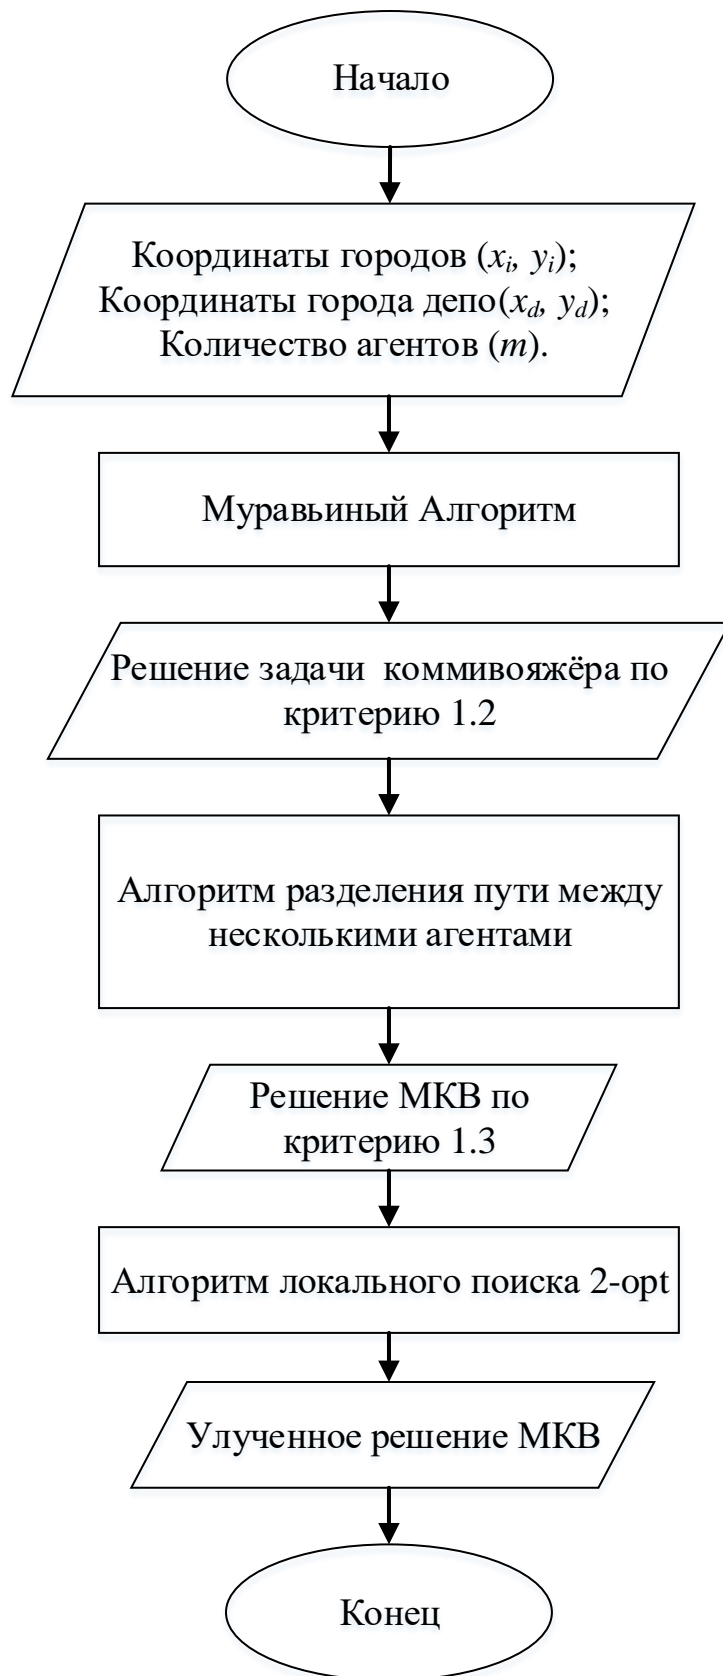 Начало
Координаты городов (xᵢ, yᵢ);
Координаты города депо(x_d, y_d);
Количество агентов (m).
Муравьиный Алгоритм
Решение задачи коммивояжёра по
критерию 1.2
Алгоритм разделения пути между
несколькими агентами
Решение МКВ по
критерию 1.3
Алгоритм локального поиска 2-opt
Улученное решение МКВ
Конец